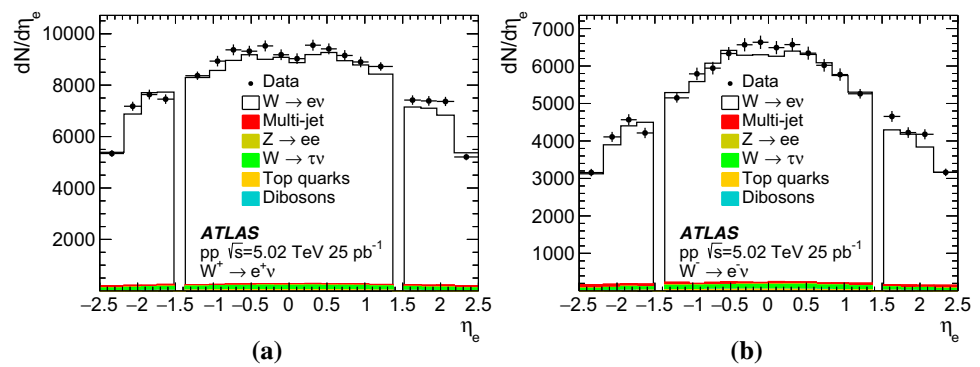 dN/dηe
10000
8000
6000
4000
2000
Data
W → eν
Multi-jet
Z → ee
W → τν
Top quarks
Dibosons
ATLAS
pp √s=5.02 TeV 25 pb⁻¹
W⁺ → e⁺ν
−2.5 −2 −1.5 −1 −0.5 0 0.5 1 1.5 2 2.5
ηe
(a)
dN/dηe
7000
6000
5000
4000
3000
2000
1000
Data
W → eν
Multi-jet
Z → ee
W → τν
Top quarks
Dibosons
ATLAS
pp √s=5.02 TeV 25 pb⁻¹
W⁻ → e⁻ν
−2.5 −2 −1.5 −1 −0.5 0 0.5 1 1.5 2 2.5
ηe
(b)